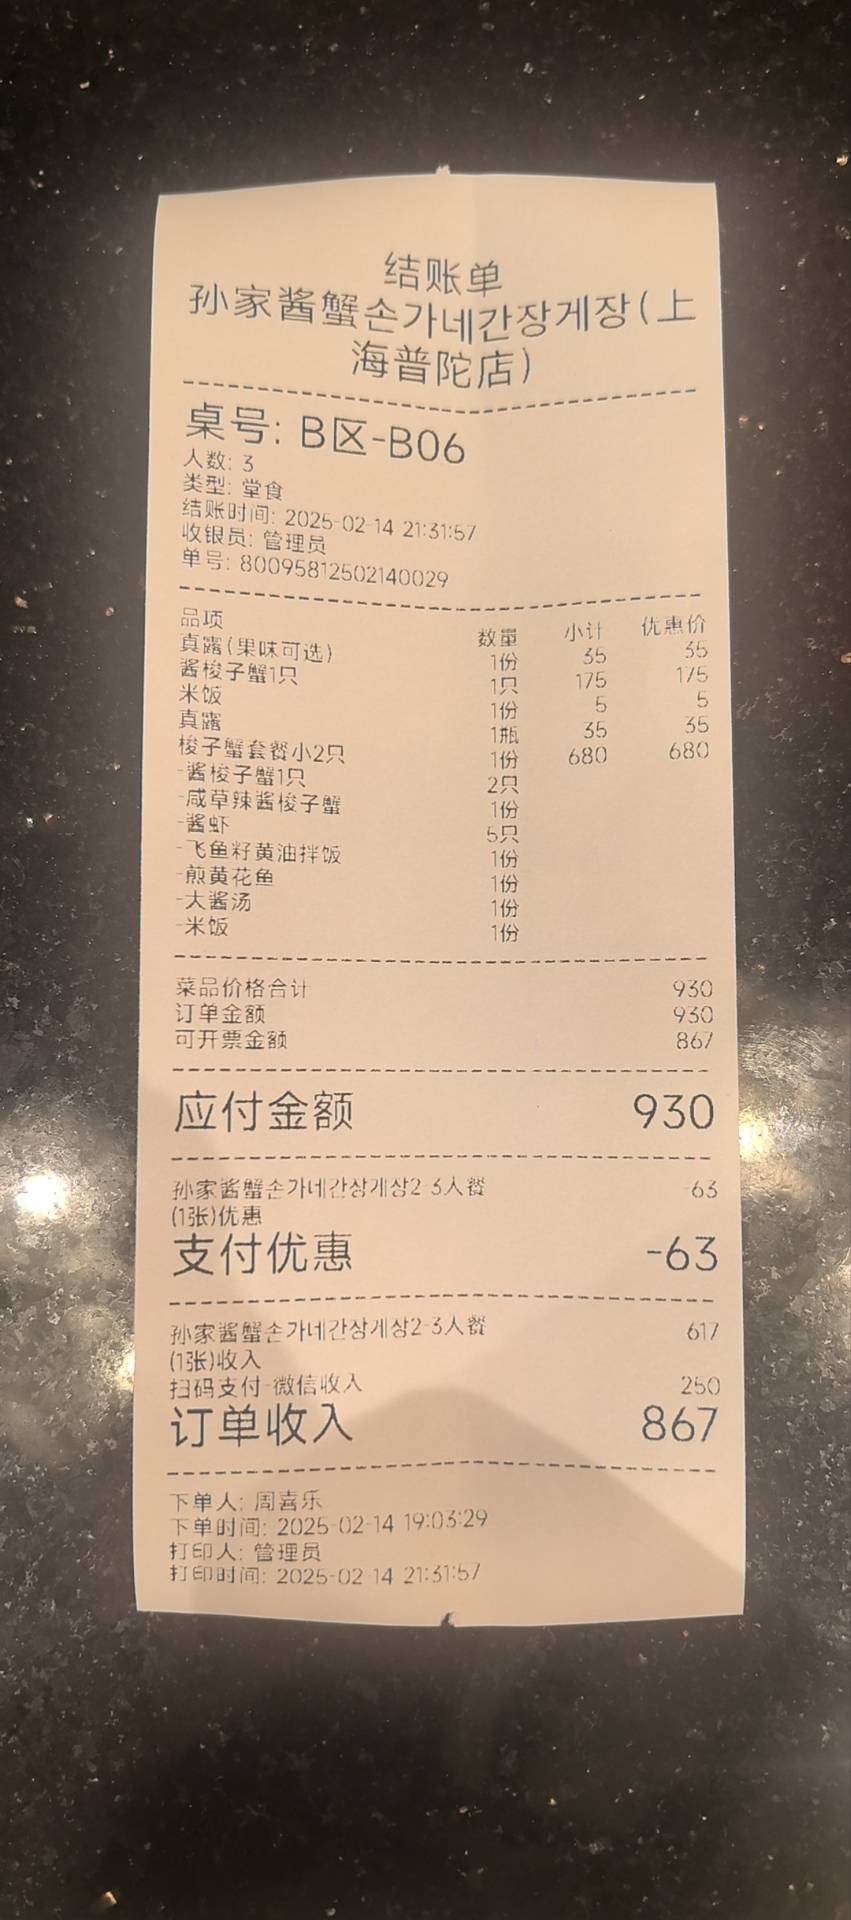 结账单
孙家酱蟹손가네간장게장(上
海普陀店)
桌号: B区-B06
人数: 3
类型: 堂食
结账时间: 2025-02-14 21:31:57
收银员: 管理员
单号: 80095812502140029
品项 数量 小计 优惠价
真露(果味可选) 1份 35 35
酱梭子蟹1只 1只 175 175
米饭 1份 5 5
真露 1瓶 35 35
梭子蟹套餐小2只 1份 680 680
-酱梭子蟹1只 2只
-咸草辣酱梭子蟹 1份
-酱虾 5只
-飞鱼籽黄油拌饭 1份
-煎黄花鱼 1份
-大酱汤 1份
-米饭 1份
菜品价格合计 930
订单金额 930
可开票金额 867
应付金额 930
孙家酱蟹손가네간장게장2-3人餐 -63
(1张)优惠
支付优惠 -63
孙家酱蟹손가네간장게장2-3人餐 617
(1张)收入
扫码支付-微信收入 250
订单收入 867
下单人: 周喜乐
下单时间: 2025-02-14 19:03:29
打印人: 管理员
打印时间: 2025-02-14 21:31:57